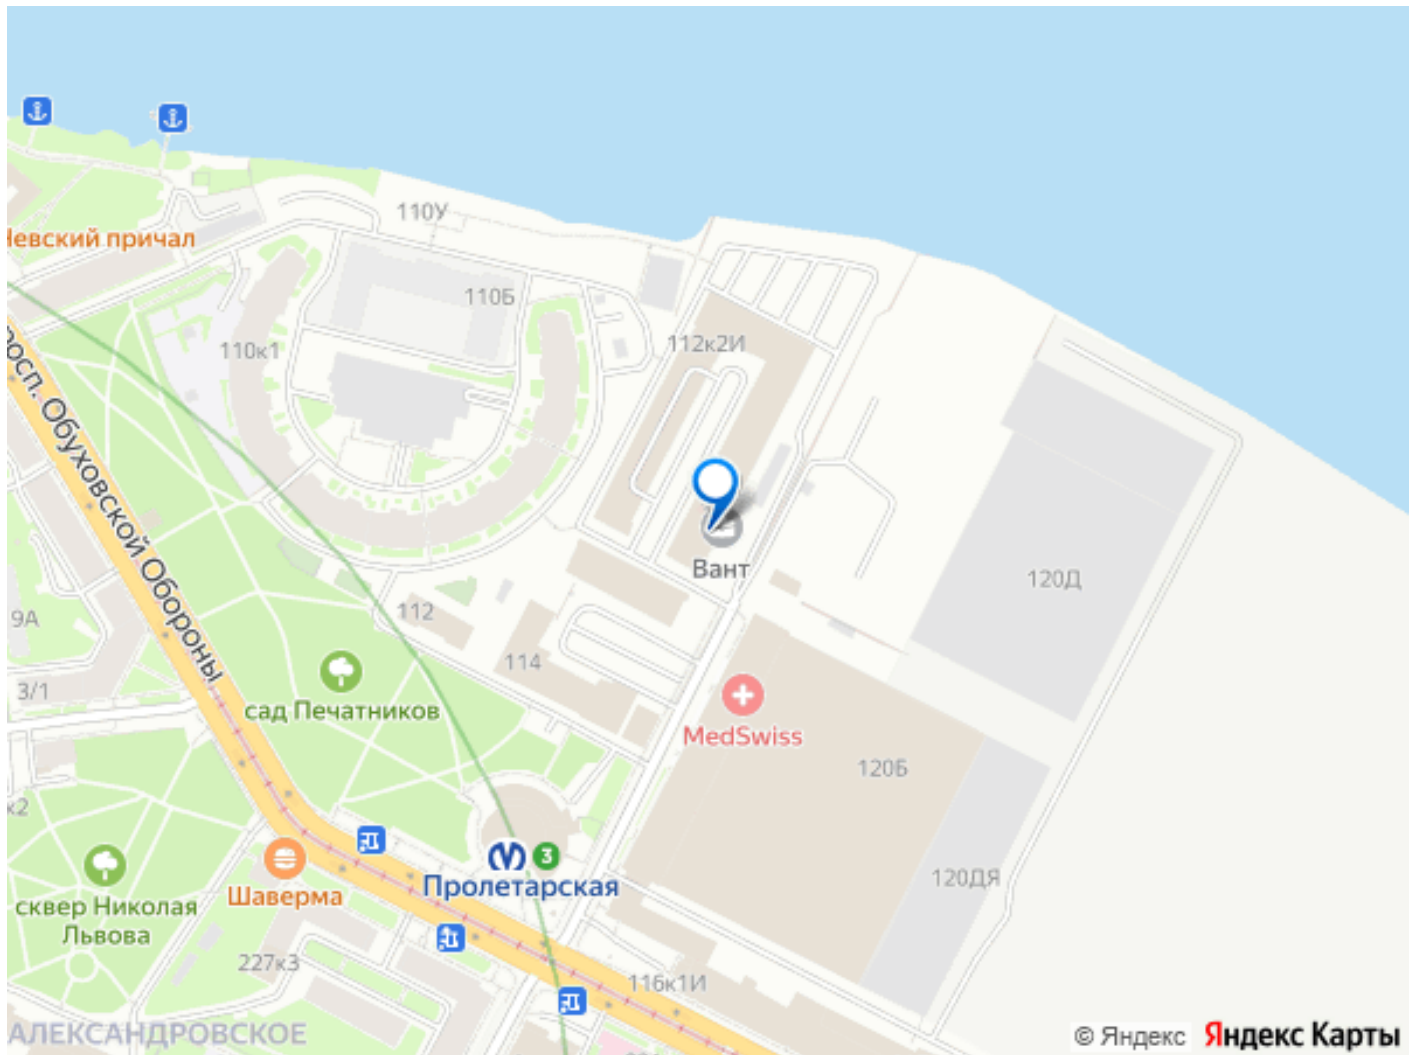 110У
Невский причал
110Б
112к2И
110к1
просп. Обуховской Обороны
Вант
120Д
9А
112
114
3/1
сад Печатников
MedSwiss
120Б
к2
3
Пролетарская
Шаверма
120ДЯ
сквер Николая
Львова
227к3
116к1И
АЛЕКСАНДРОВСКОЕ
© Яндекс Яндекс Карты